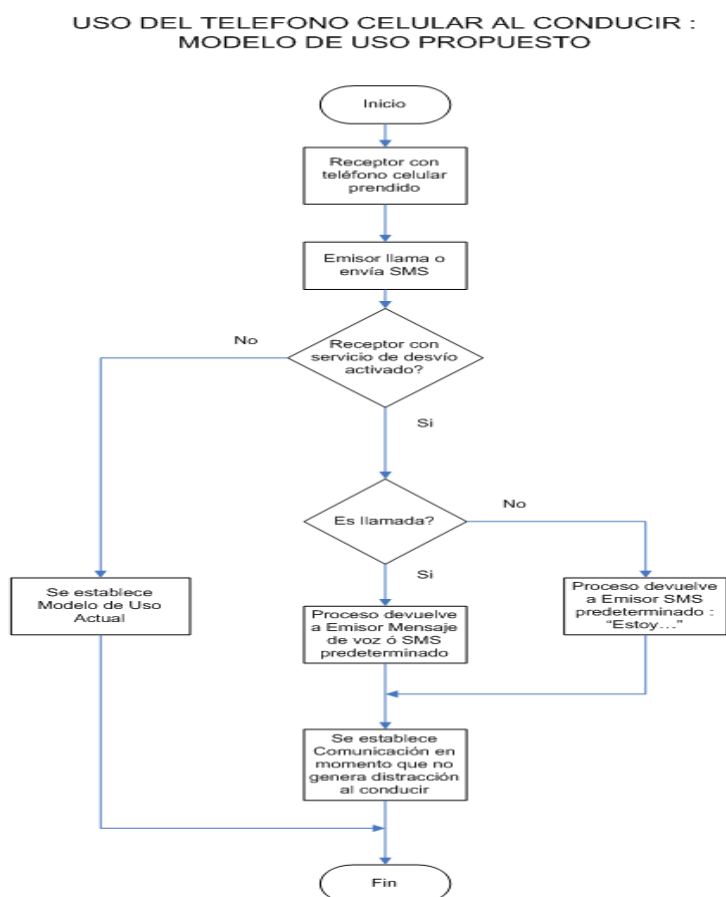 USO DEL TELEFONO CELULAR AL CONDUCIR :
MODELO DE USO PROPUESTO
Inicio
Receptor con
teléfono celular
prendido
Emisor llama o
envía SMS
No
Receptor con
servicio de desvío
activado?
Si
Es llamada?
No
Si
Se establece
Modelo de Uso
Actual
Proceso devuelve
a Emisor Mensaje
de voz ó SMS
predeterminado
Proceso devuelve
a Emisor SMS
predeterminado :
“Estoy…”
Se establece
Comunicación en
momento que no
genera distracción
al conducir
Fin